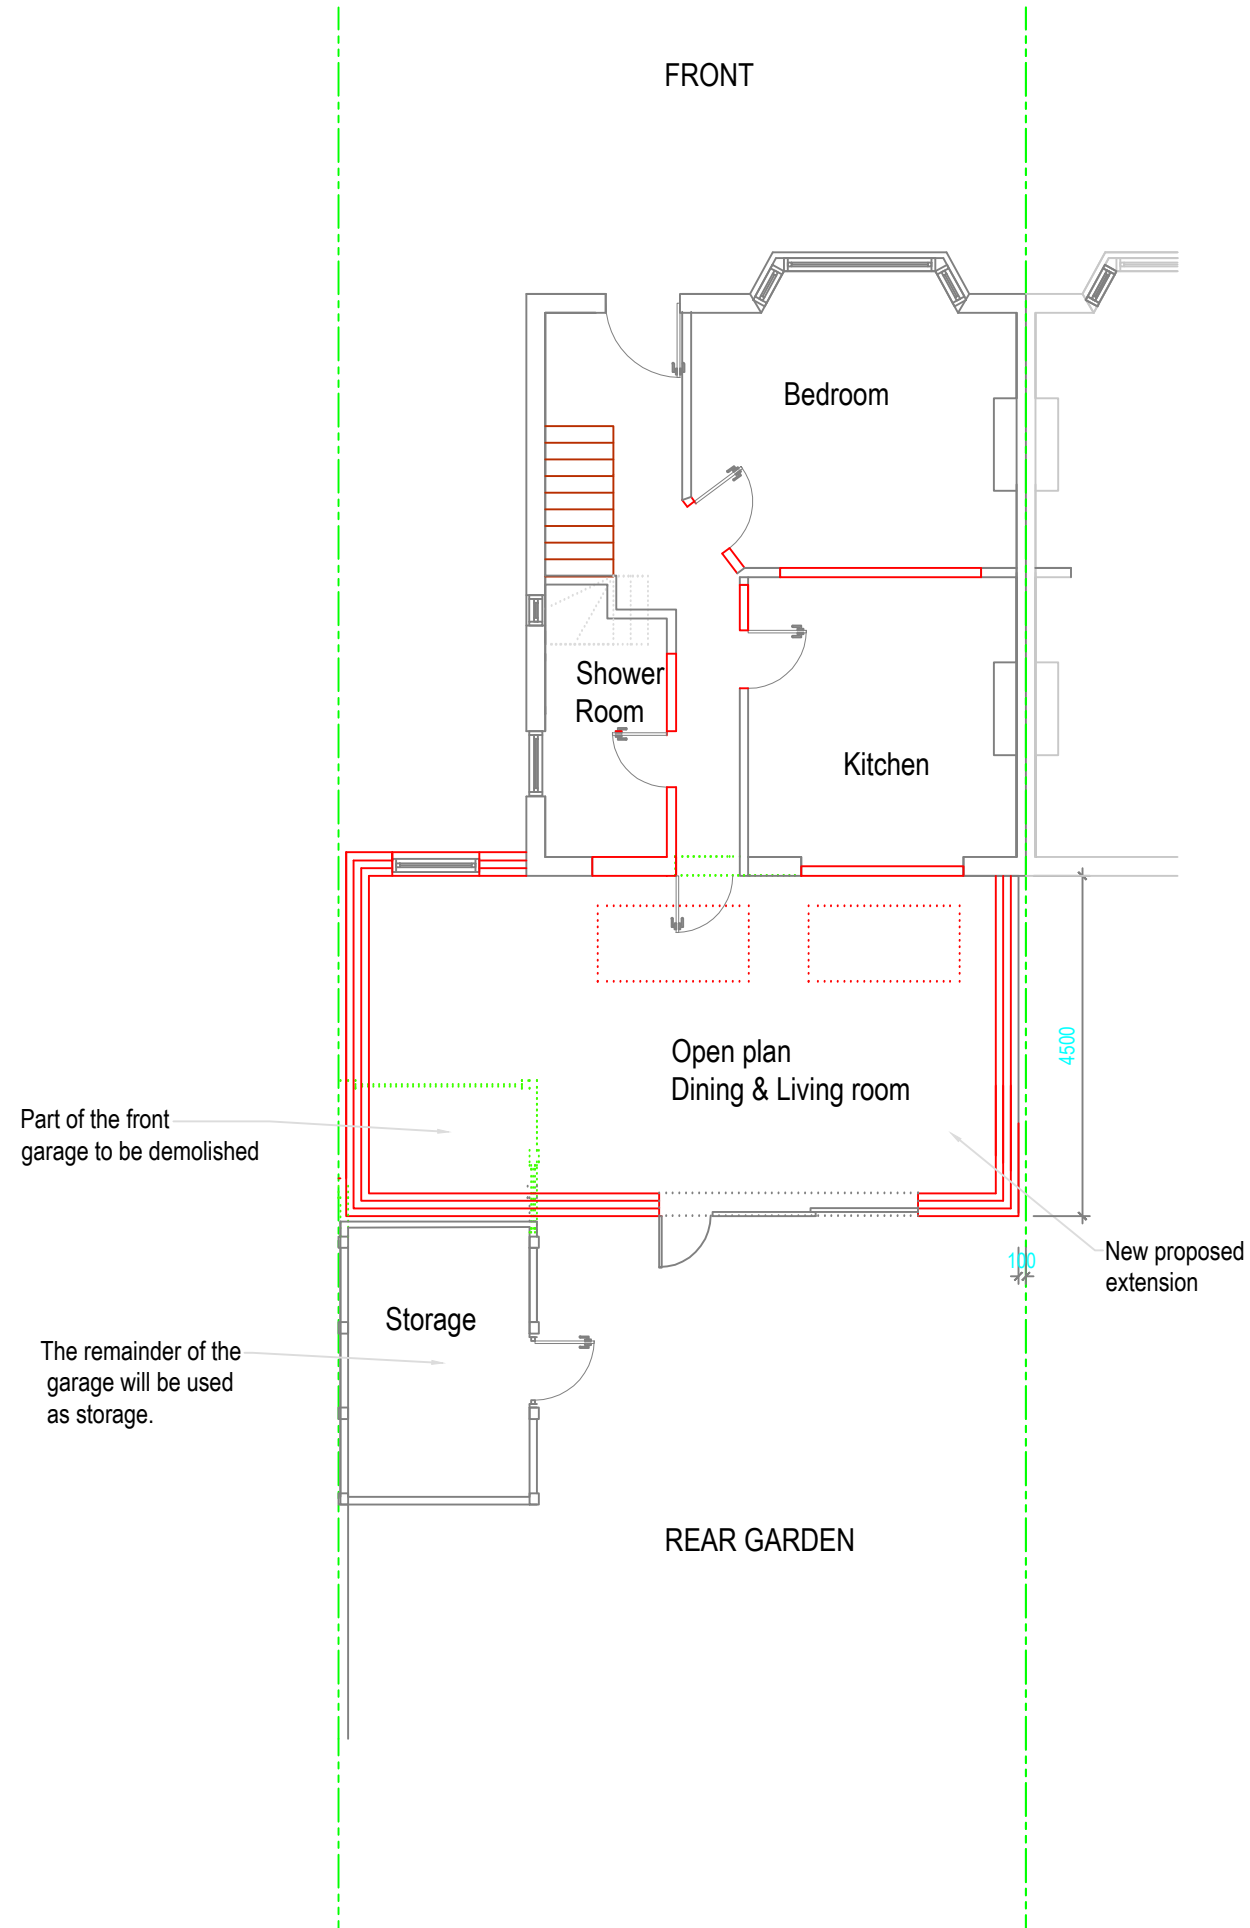 FRONT
Bedroom
Shower
Room
Kitchen
Open plan
Dining & Living room
4500
Part of the front
garage to be demolished
New proposed
extension
100
Storage
The remainder of the
garage will be used
as storage.
REAR GARDEN